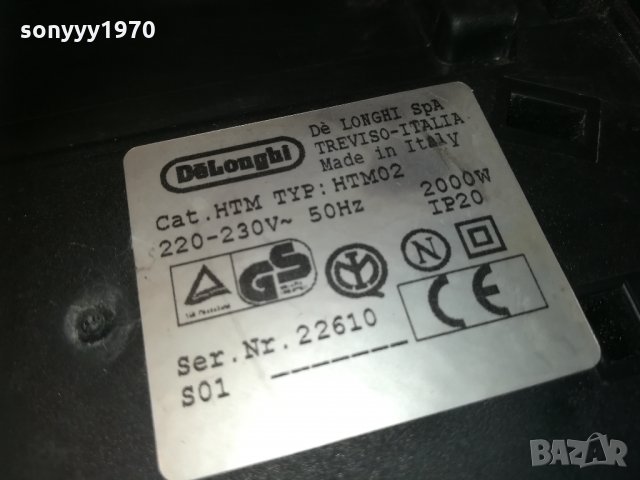 sonyyy1970
DeLonghi
Dè LONGHI SpA
TREVISO-ITALIA
Made in Italy
Cat.HTM TYP:HTM02 2000W
220-230V~ 50Hz IP20
GS
N
CE
Ser.Nr.22610
S01
BAZAR